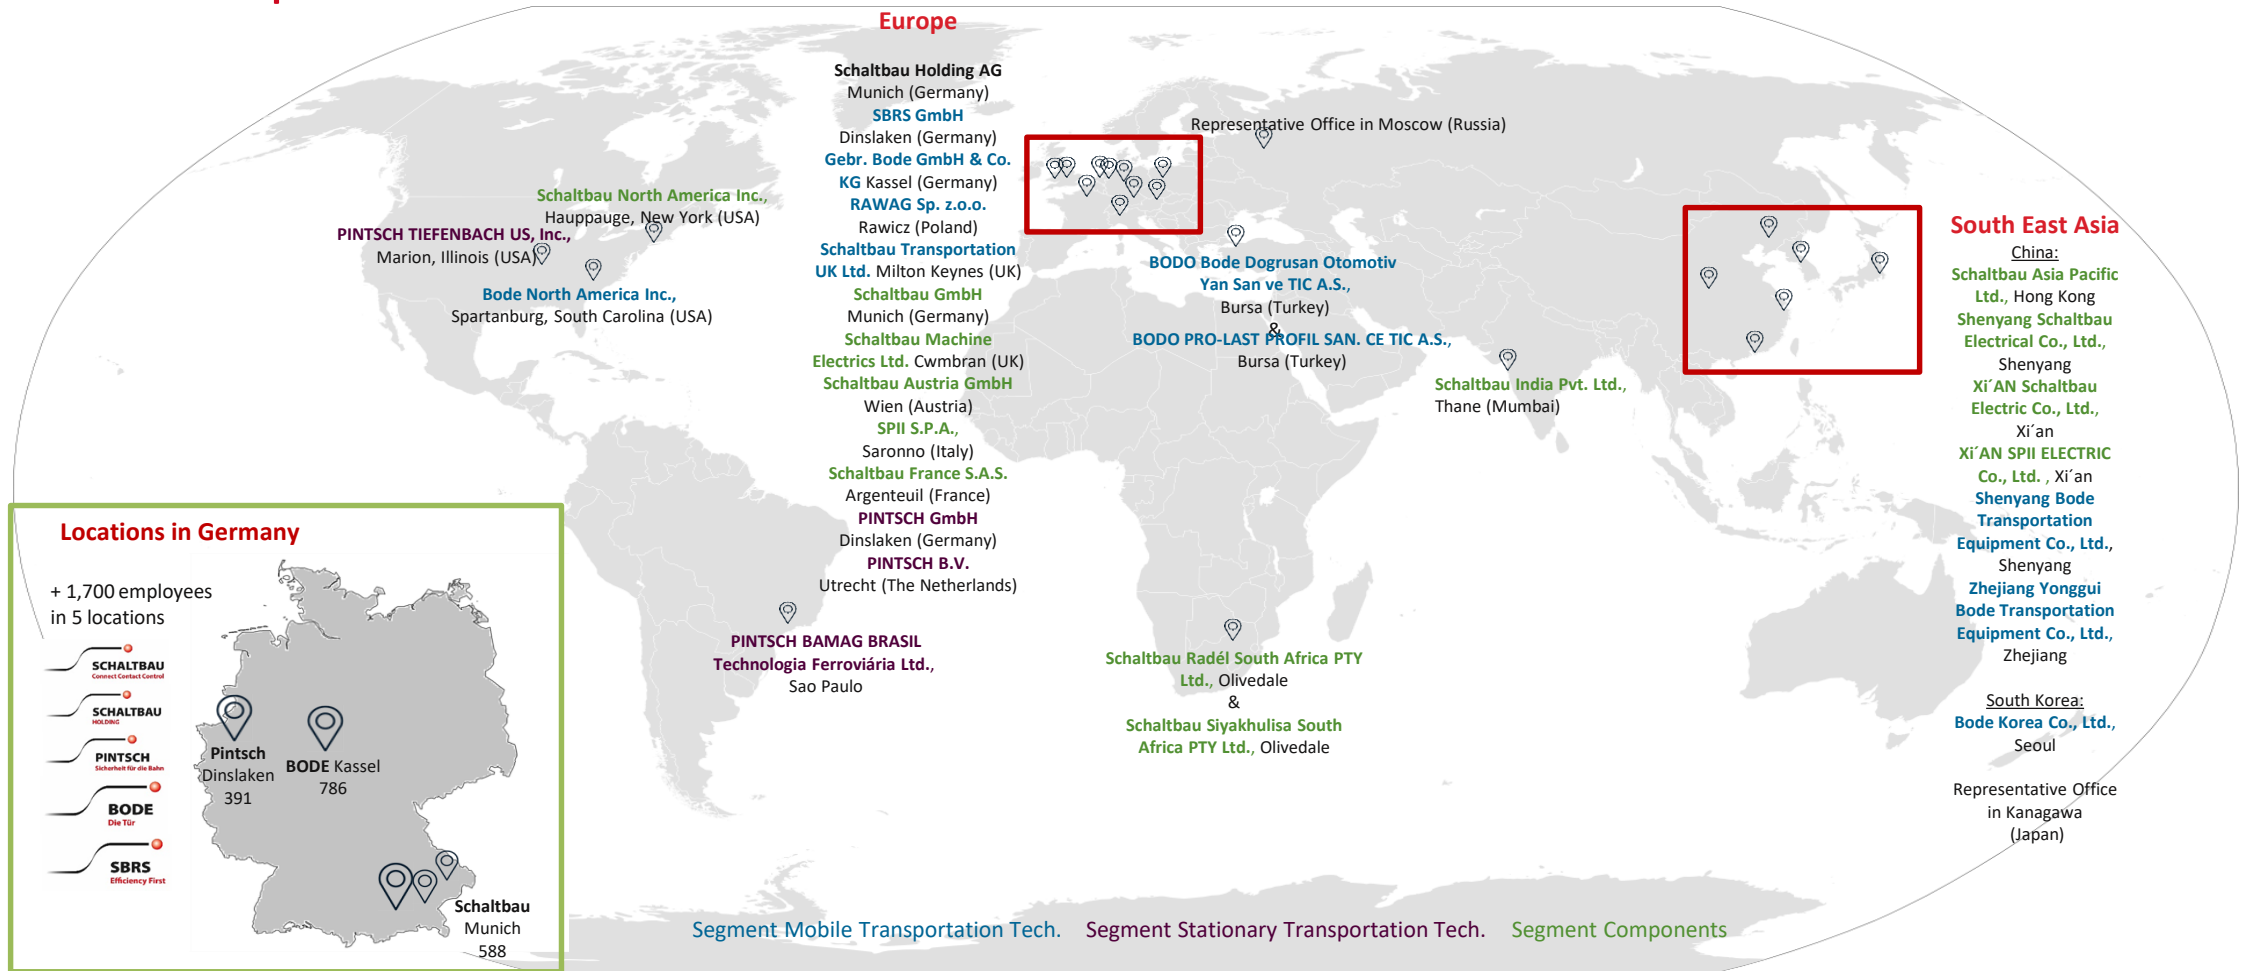 Europe
Schaltbau Holding AG
Munich (Germany)
SBRS GmbH
Dinslaken (Germany)
Gebr. Bode GmbH & Co.
KG Kassel (Germany)
RAWAG Sp. z.o.o.
Rawicz (Poland)
Schaltbau Transportation
UK Ltd. Milton Keynes (UK)
Schaltbau GmbH
Munich (Germany)
Schaltbau Machine
Electrics Ltd. Cwmbran (UK)
Schaltbau Austria GmbH
Wien (Austria)
SPII S.P.A.,
Saronno (Italy)
Schaltbau France S.A.S.
Argenteuil (France)
PINTSCH GmbH
Dinslaken (Germany)
PINTSCH B.V.
Utrecht (The Netherlands)
Schaltbau North America Inc.,
Hauppauge, New York (USA)
PINTSCH TIEFENBACH US, Inc.,
Marion, Illinois (USA)
Bode North America Inc.,
Spartanburg, South Carolina (USA)
Representative Office in Moscow (Russia)
BODO Bode Dogrusan Otomotiv
Yan San ve TIC A.S.,
Bursa (Turkey)
&
BODO PRO-LAST PROFIL SAN. CE TIC A.S.,
Bursa (Turkey)
Schaltbau India Pvt. Ltd.,
Thane (Mumbai)
South East Asia
China:
Schaltbau Asia Pacific
Ltd., Hong Kong
Shenyang Schaltbau
Electrical Co., Ltd.,
Shenyang
Xi´AN Schaltbau
Electric Co., Ltd.,
Xi´an
Xi´AN SPII ELECTRIC
Co., Ltd. , Xi´an
Shenyang Bode
Transportation
Equipment Co., Ltd.,
Shenyang
Zhejiang Yonggui
Bode Transportation
Equipment Co., Ltd.,
Zhejiang
South Korea:
Bode Korea Co., Ltd.,
Seoul
Representative Office
in Kanagawa
(Japan)
PINTSCH BAMAG BRASIL
Technologia Ferroviária Ltd.,
Sao Paulo
Schaltbau Radél South Africa PTY
Ltd., Olivedale
&
Schaltbau Siyakhulisa South
Africa PTY Ltd., Olivedale
Locations in Germany
+ 1,700 employees
in 5 locations
SCHALTBAU
Connect Contact Control
SCHALTBAU
HOLDING
PINTSCH
Sicherheit für die Bahn
BODE
Die Tür
SBRS
Efficiency First
Pintsch
Dinslaken
391
BODE Kassel
786
Schaltbau
Munich
588
Segment Mobile Transportation Tech.
Segment Stationary Transportation Tech.
Segment Components